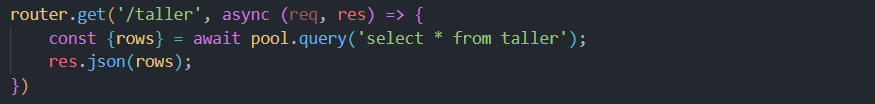 router.get('/taller', async (req, res) => {
    const {rows} = await pool.query('select * from taller');
    res.json(rows);
})